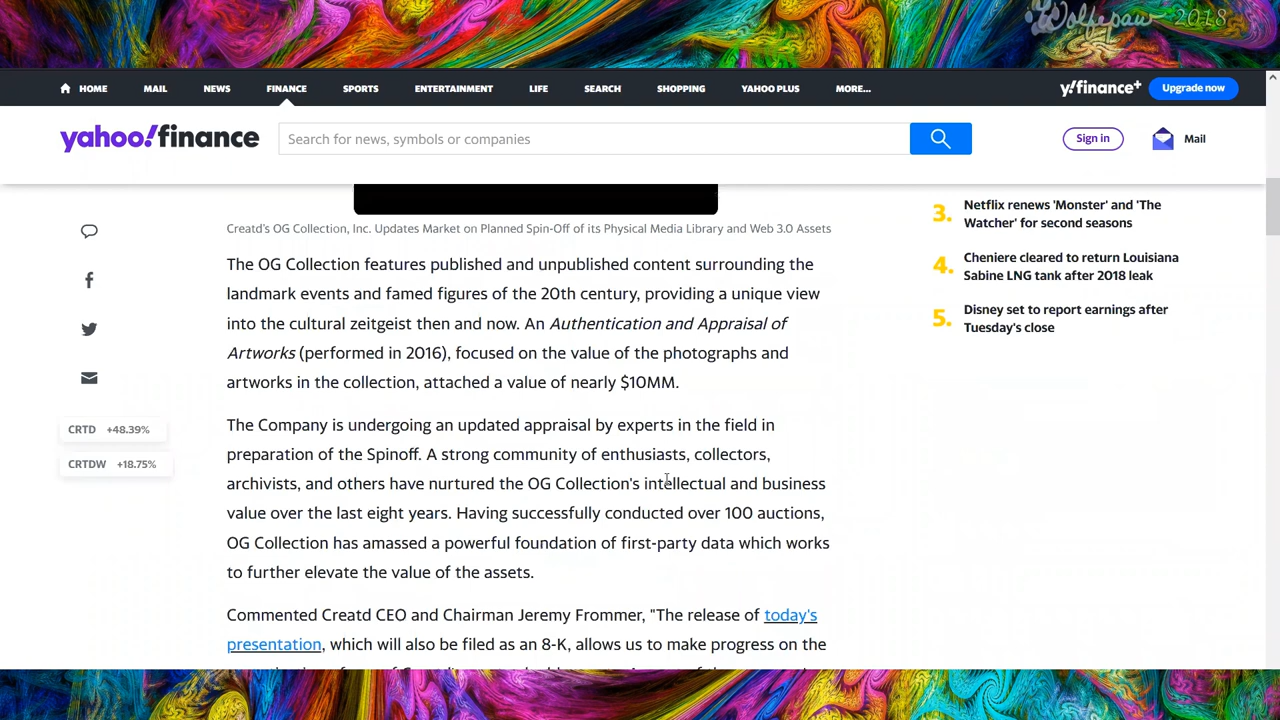 Wolfepaw 2018
HOME MAIL NEWS FINANCE SPORTS ENTERTAINMENT LIFE SEARCH SHOPPING YAHOO PLUS MORE... y!finance+ Upgrade now
yahoo!finance Search for news, symbols or companies Sign in Mail
Creatd's OG Collection, Inc. Updates Market on Planned Spin-Off of its Physical Media Library and Web 3.0 Assets
The OG Collection features published and unpublished content surrounding the
landmark events and famed figures of the 20th century, providing a unique view
into the cultural zeitgeist then and now. An Authentication and Appraisal of
Artworks (performed in 2016), focused on the value of the photographs and
artworks in the collection, attached a value of nearly $10MM.
The Company is undergoing an updated appraisal by experts in the field in
preparation of the Spinoff. A strong community of enthusiasts, collectors,
archivists, and others have nurtured the OG Collection's intellectual and business
value over the last eight years. Having successfully conducted over 100 auctions,
OG Collection has amassed a powerful foundation of first-party data which works
to further elevate the value of the assets.
Commented Creatd CEO and Chairman Jeremy Frommer, "The release of today's
presentation, which will also be filed as an 8-K, allows us to make progress on the
CRTD +48.39%
CRTDW +18.75%
3. Netflix renews 'Monster' and 'The
Watcher' for second seasons
4. Cheniere cleared to return Louisiana
Sabine LNG tank after 2018 leak
5. Disney set to report earnings after
Tuesday's close